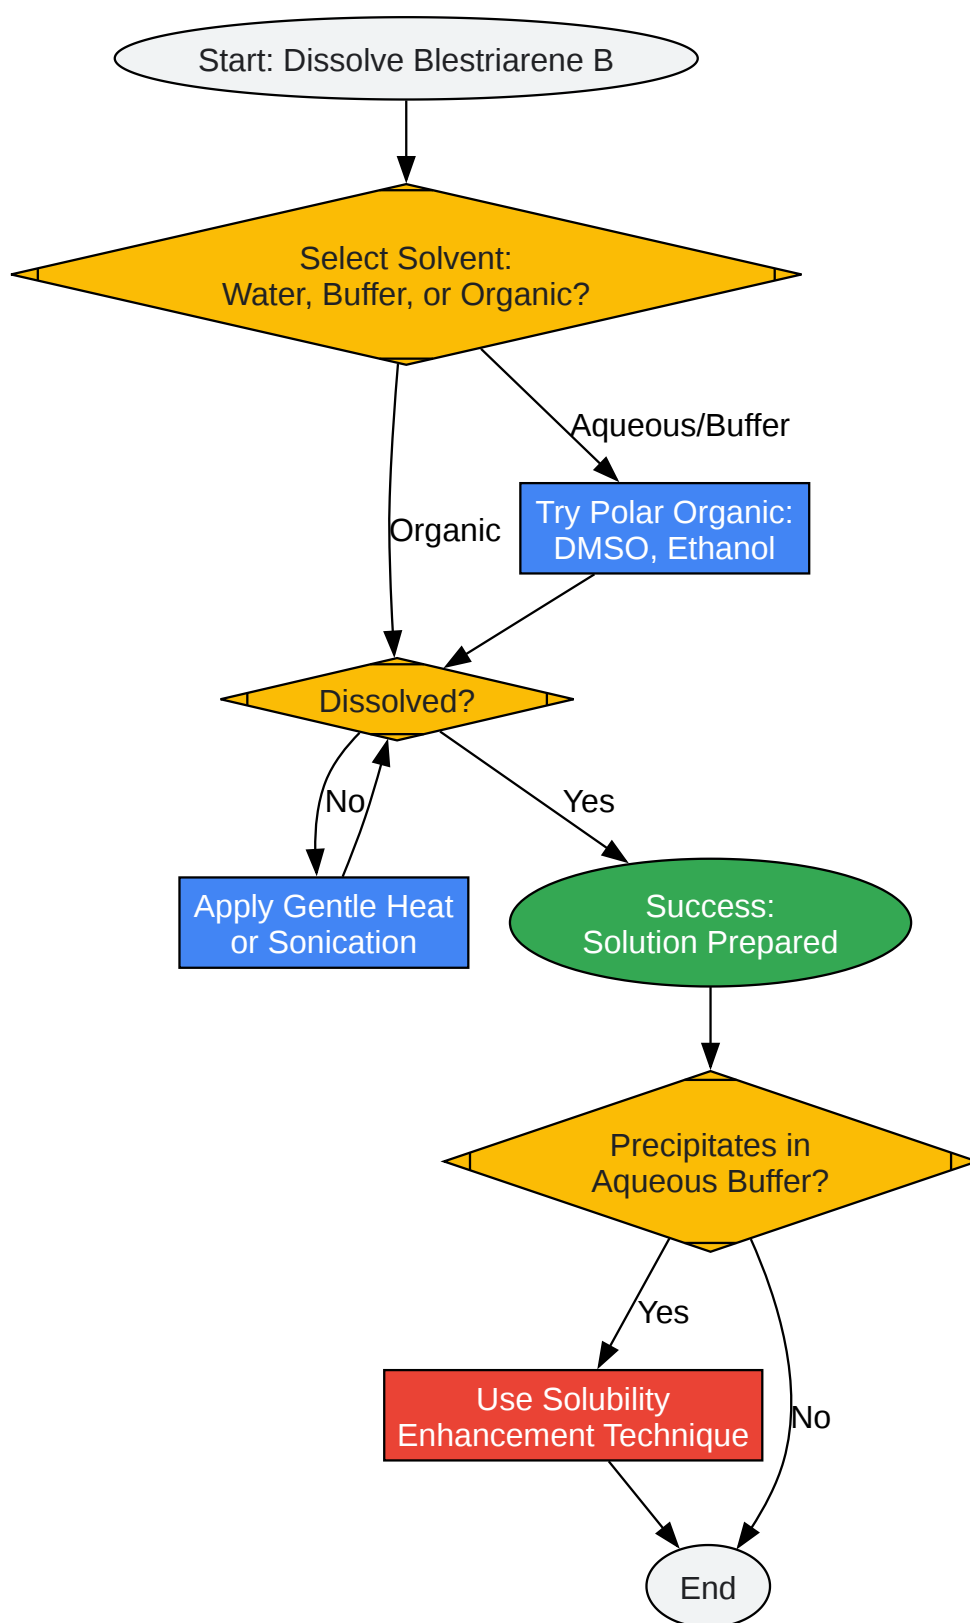 Start: Dissolve Blestriarene B
Select Solvent:
Water, Buffer, or Organic?
Aqueous/Buffer
Organic
Try Polar Organic:
DMSO, Ethanol
Dissolved?
No
Yes
Apply Gentle Heat
or Sonication
Success:
Solution Prepared
Precipitates in
Aqueous Buffer?
Yes
Use Solubility
Enhancement Technique
No
End